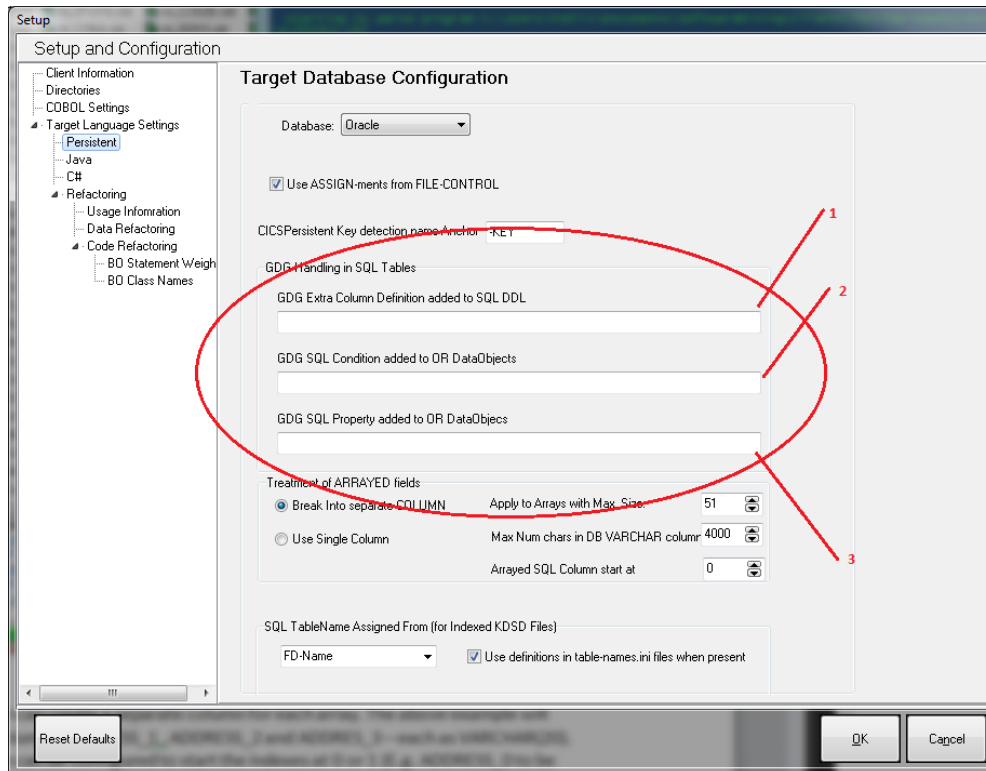 Setup
Setup and Configuration
Client Information
Directories
COBOL Settings
Target Language Settings
Persistent
Java
C#
Refactoring
Usage Infomration
Data Refactoring
Code Refactoring
BO Statement Weigh
BO Class Names
Target Database Configuration
Database: Oracle
Use ASSIGN-ments from FILE-CONTROL
CICSPersistent Key detection name Anchor -KEY
GDG Handling in SQL Tables
GDG Extra Column Definition added to SQL DDL
GDG SQL Condition added to OR DataObjects
GDG SQL Property added to OR DataObjecs
1
2
3
Treatment of ARRAYED fields
Break Into separate COLUMN
Apply to Arrays with Max. Size: 51
Use Single Column
Max Num chars in DB VARCHAR column 4000
Arrayed SQL Column start at 0
SQL TableName Assigned From (for Indexed KDSD Files)
FD-Name
Use definitions in table-names.ini files when present
Reset Defaults
OK
Cancel